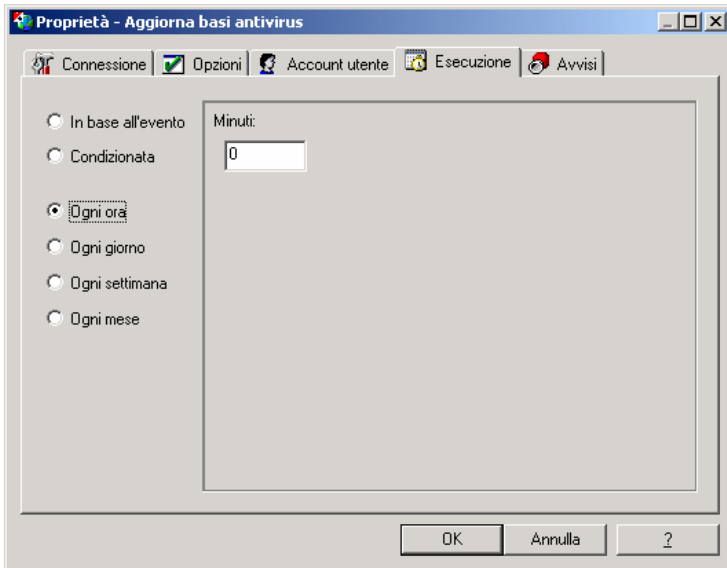 Proprietà - Aggiorna basi antivirus
Connessione Opzioni Account utente Esecuzione Avvisi
In base all'evento
Minuti:
0
Condizionata
Ogni ora
Ogni giorno
Ogni settimana
Ogni mese
OK Annulla ?